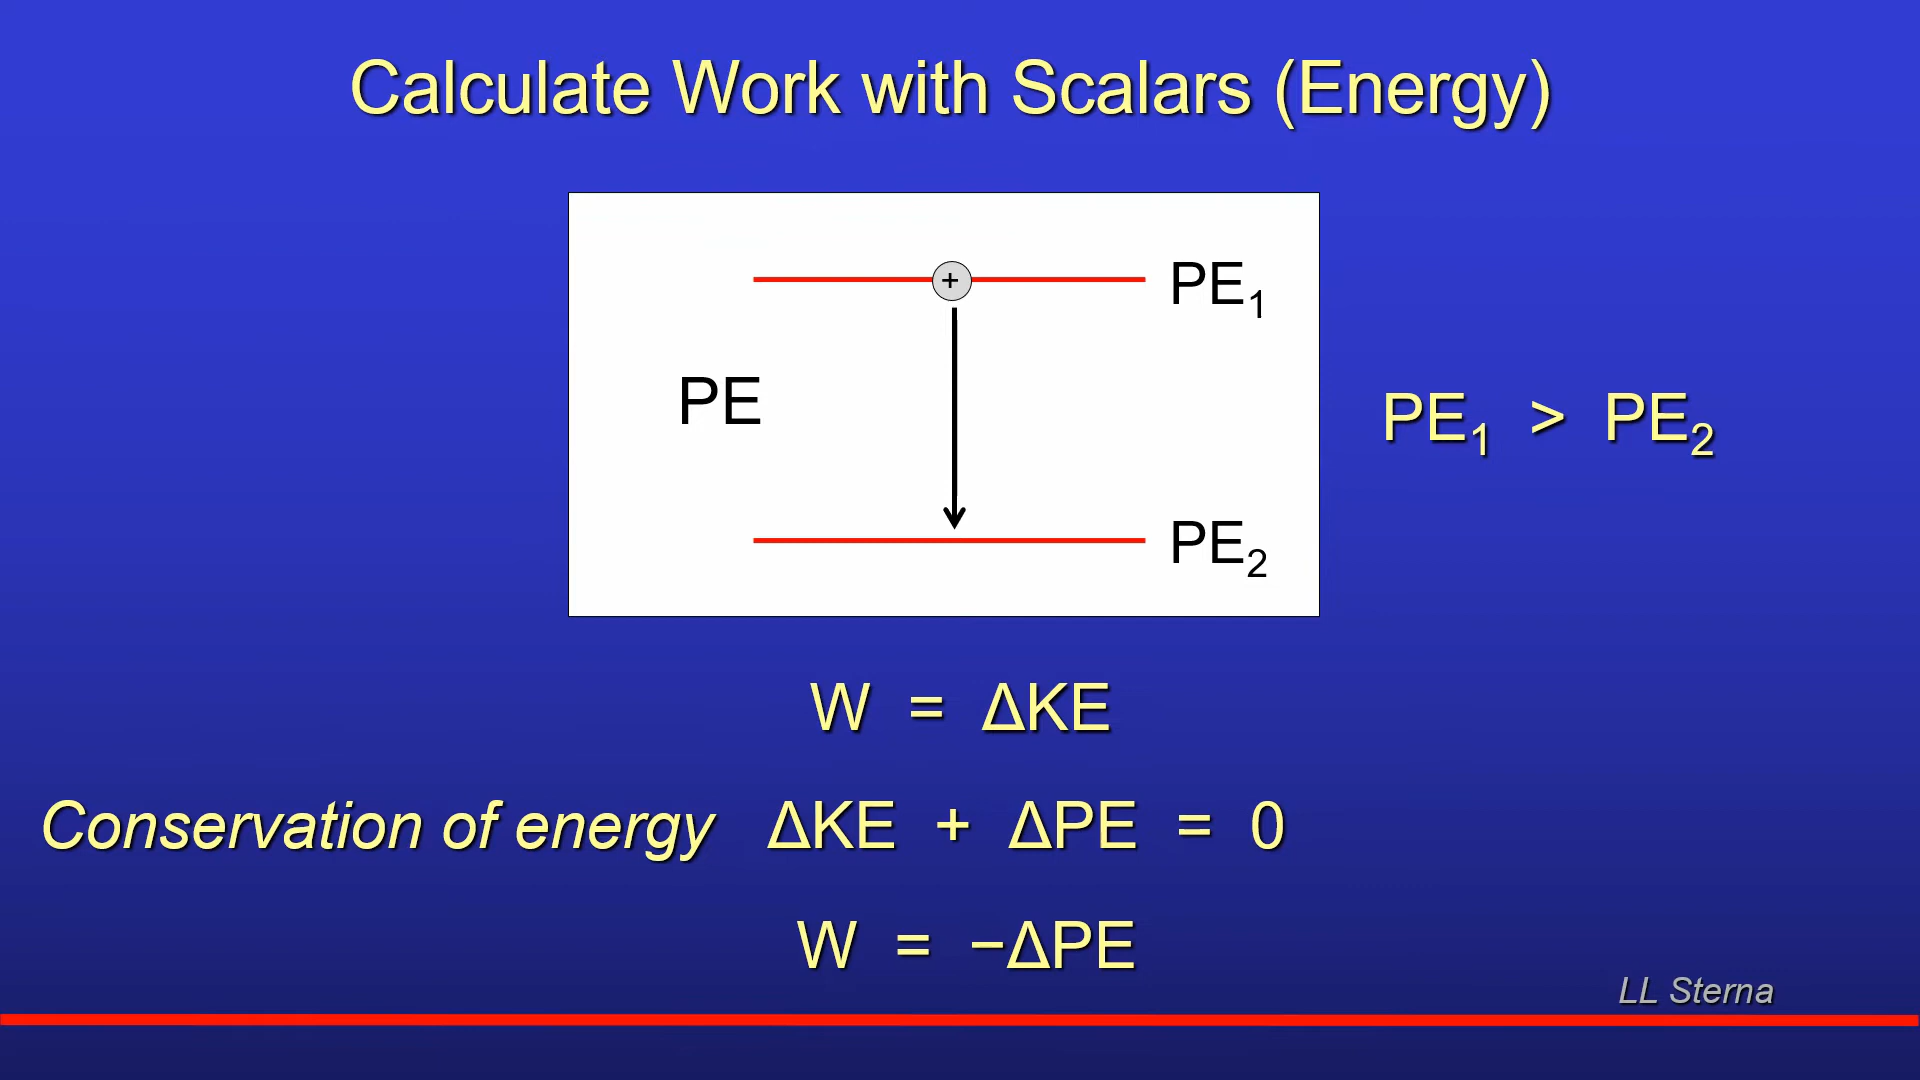 Calculate Work with Scalars (Energy)
+
PE₁
PE
PE₁ > PE₂
PE₂
W = ΔKE
Conservation of energy ΔKE + ΔPE = 0
W = −ΔPE
LL Sterna